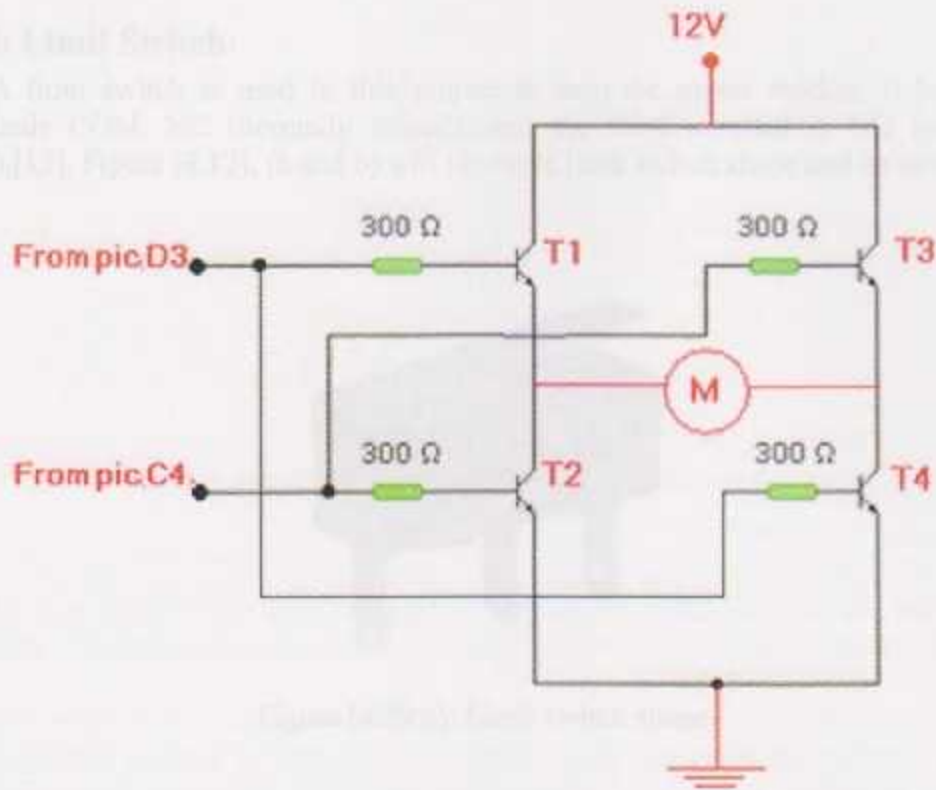 12V
300 Ω
300 Ω
From pic,D3
T1
T3
M
300 Ω
300 Ω
From pic,C4
T2
T4